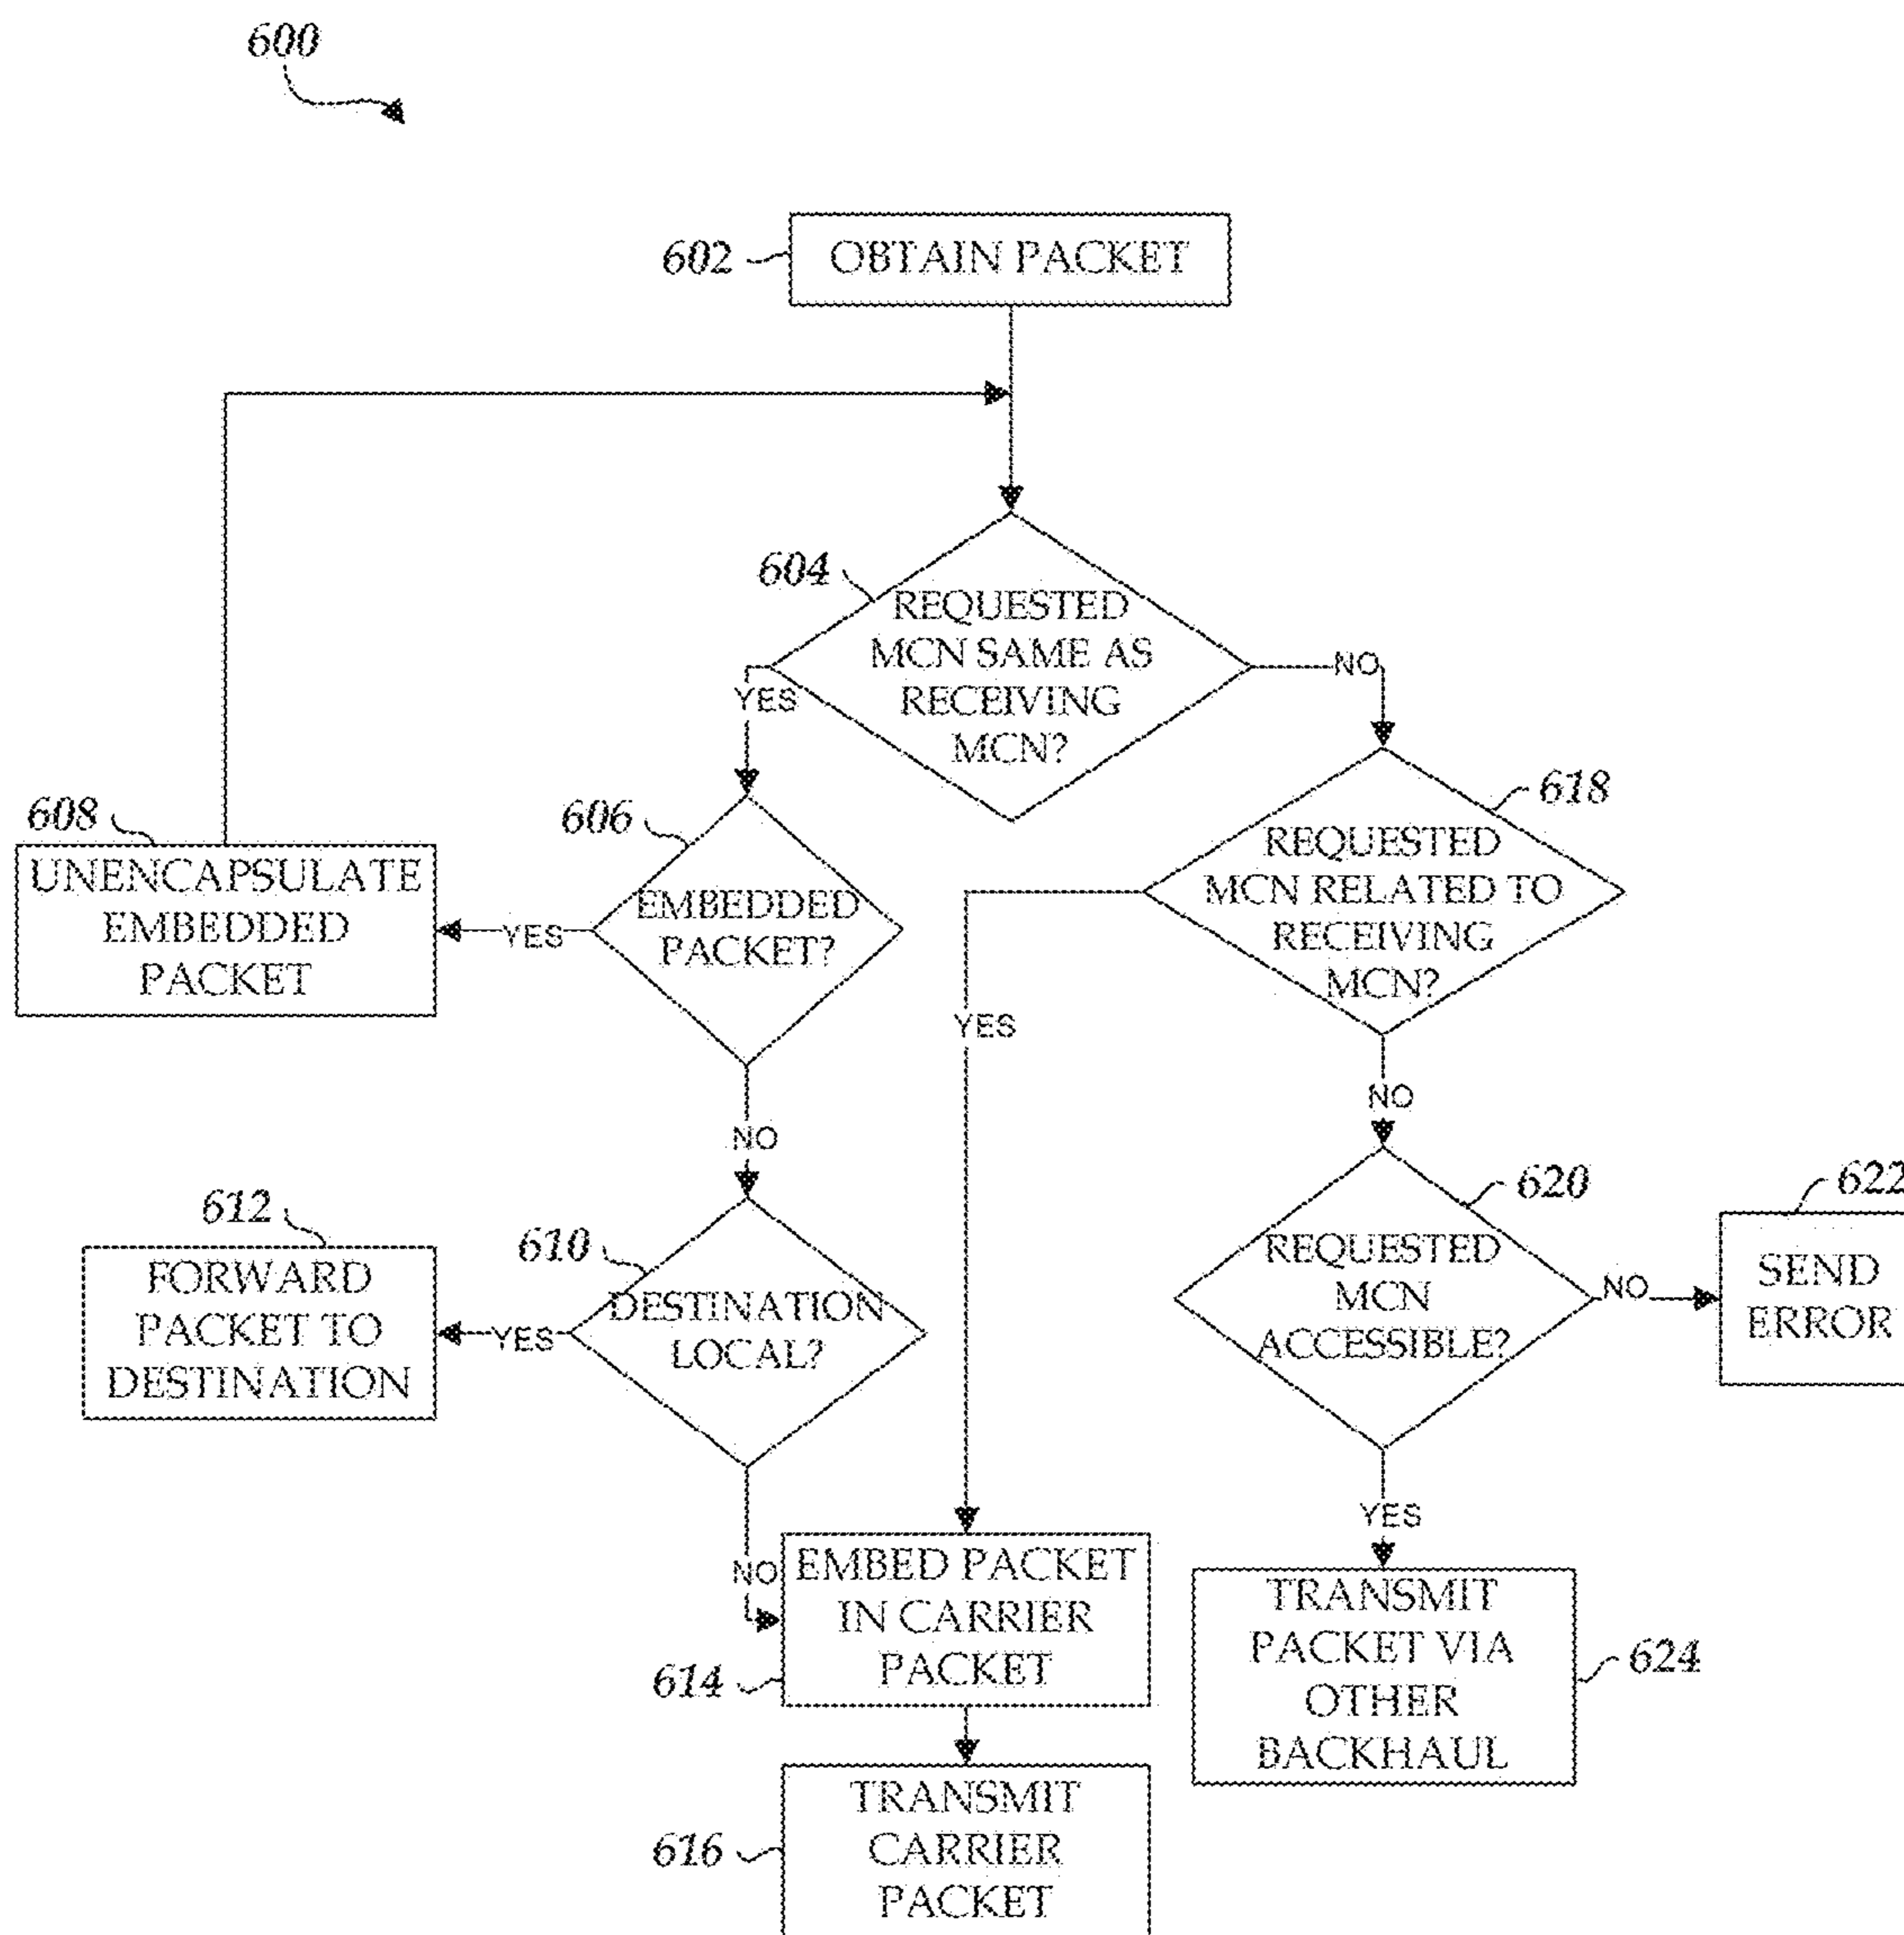 600
602
OBTAIN PACKET
604
REQUESTED
MCN SAME AS
RECEIVING
MCN?
YES
NO
606
EMBEDDED
PACKET?
YES
608
UNENCAPSULATE
EMBEDDED
PACKET
NO
610
DESTINATION
LOCAL?
YES
612
FORWARD
PACKET TO
DESTINATION
NO
618
REQUESTED
MCN RELATED TO
RECEIVING
MCN?
YES
NO
620
REQUESTED
MCN
ACCESSIBLE?
NO
622
SEND
ERROR
YES
614
EMBED PACKET
IN CARRIER
PACKET
616
TRANSMIT
CARRIER
PACKET
624
TRANSMIT
PACKET VIA
OTHER
BACKHAUL